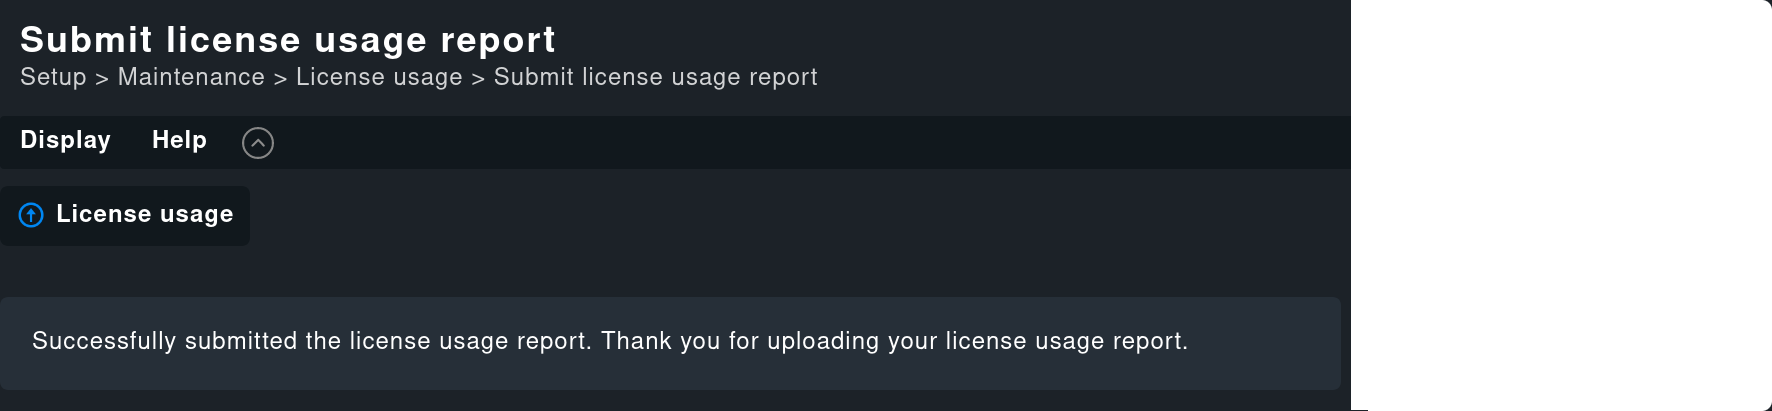 Submit license usage report
Setup > Maintenance > License usage > Submit license usage report
Display Help
License usage
Successfully submitted the license usage report. Thank you for uploading your license usage report.